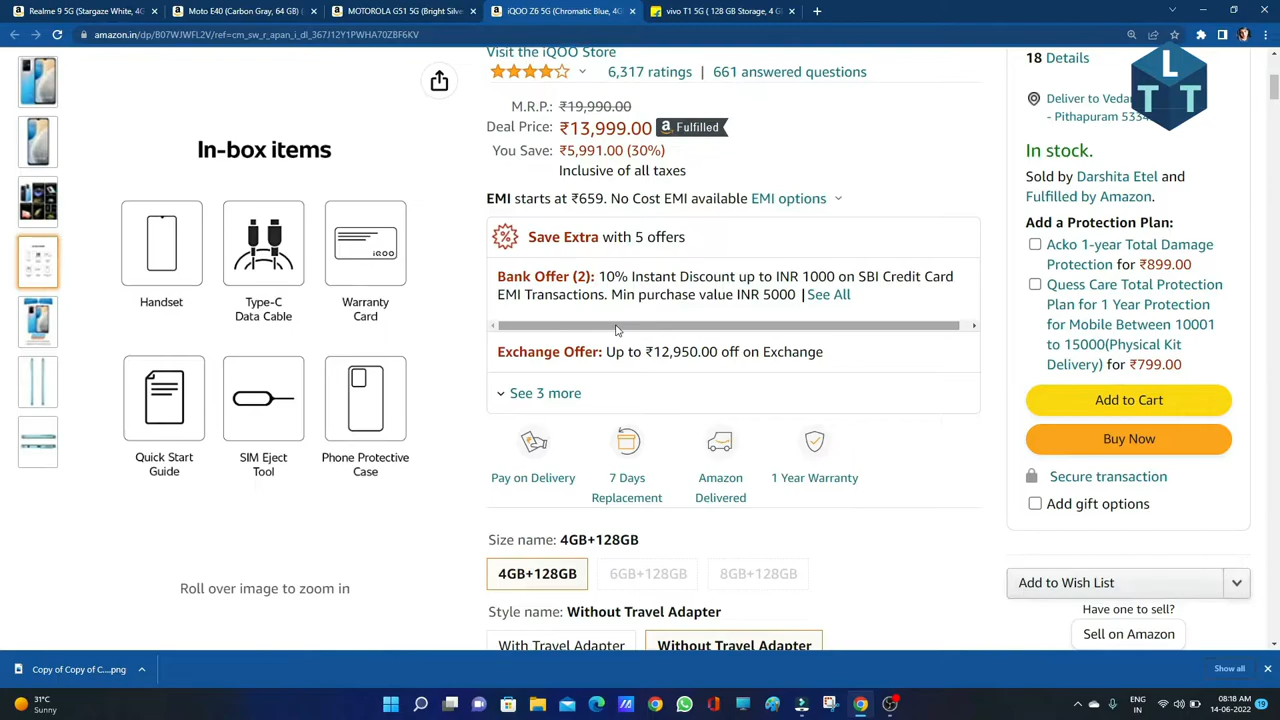 Realme 9 5G (Stargaze White, 6
Moto E40 (Carbon Gray, 64 GB) (
MOTOROLA G51 5G (Bright Silver,
iQOO Z6 5G (Chromatic Blue, 4G
vivo T1 5G ( 128 GB Storage, 4 G
amazon.in/dp/B07WJWFL2V/ref=cm_sw_r_apan_i_dl_367J12Y1PWHA70ZBF6KV
In-box items
Handset
Type-C
Data Cable
iQOO
Warranty
Card
Quick Start
Guide
SIM Eject
Tool
Phone Protective
Case
Roll over image to zoom in
Visit the iQOO Store
6,317 ratings | 661 answered questions
M.R.P.: ₹19,990.00
Deal Price: ₹13,999.00 a Fulfilled
You Save: ₹5,991.00 (30%)
Inclusive of all taxes
EMI starts at ₹659. No Cost EMI available EMI options
% Save Extra with 5 offers
Bank Offer (2): 10% Instant Discount up to INR 1000 on SBI Credit Card
EMI Transactions. Min purchase value INR 5000 | See All
Exchange Offer: Up to ₹12,950.00 off on Exchange
See 3 more
Pay on Delivery
7 Days
Replacement
Amazon
Delivered
1 Year Warranty
Size name: 4GB+128GB
4GB+128GB 6GB+128GB 8GB+128GB
Style name: Without Travel Adapter
With Travel Adapter Without Travel Adapter
18 Details
L
T T
Deliver to Vedan
- Pithapuram 5334
In stock.
Sold by Darshita Etel and
Fulfilled by Amazon.
Add a Protection Plan:
Acko 1-year Total Damage
Protection for ₹899.00
Quess Care Total Protection
Plan for 1 Year Protection
for Mobile Between 10001
to 15000(Physical Kit
Delivery) for ₹799.00
Add to Cart
Buy Now
Secure transaction
Add gift options
Add to Wish List
Have one to sell?
Sell on Amazon
Copy of Copy of C....png
Show all
31°C
Sunny
ENG
IN
08:18 AM
14-06-2022